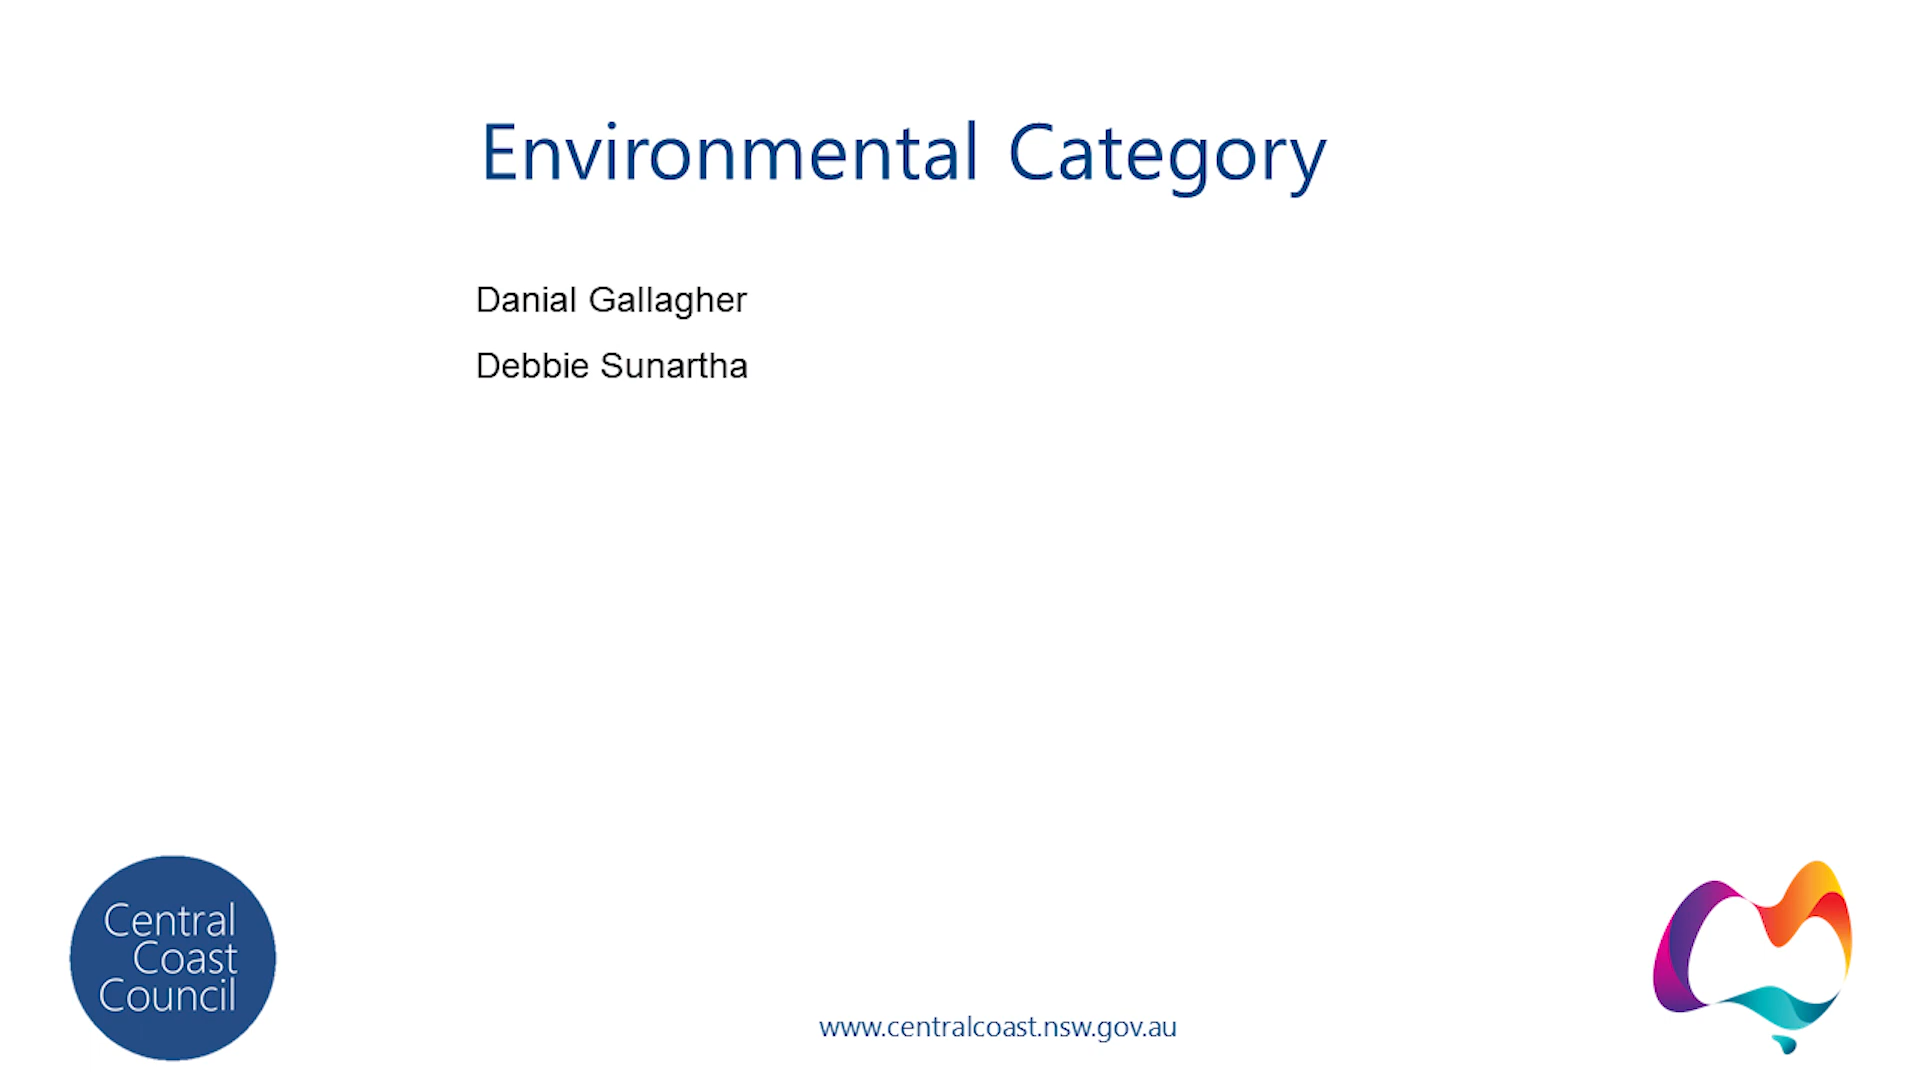 Environmental Category
Danial Gallagher
Debbie Sunartha
Central
Coast
Council
www.centralcoast.nsw.gov.au